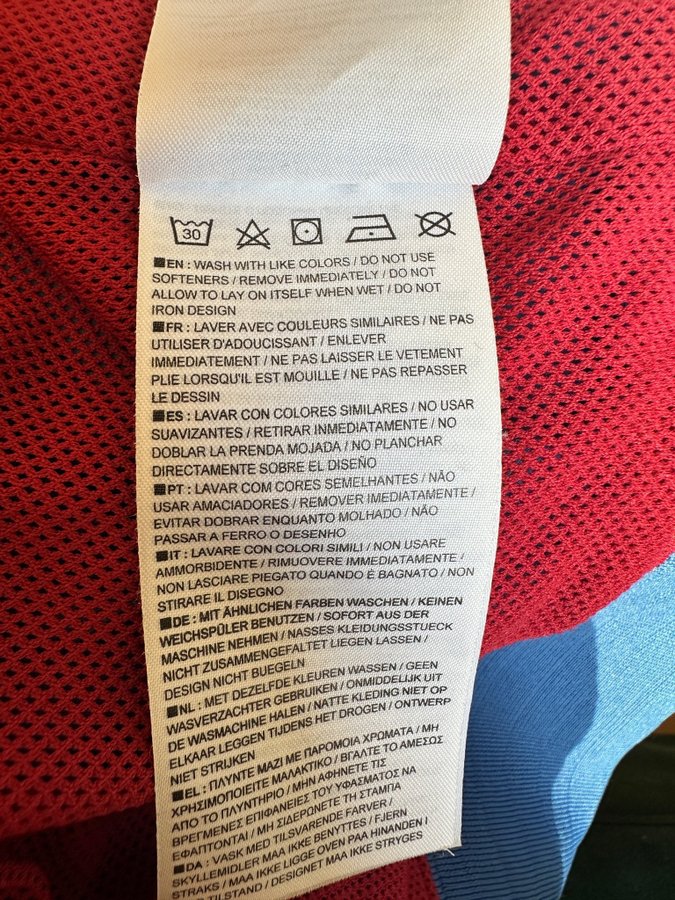 30
■EN : WASH WITH LIKE COLORS / DO NOT USE
SOFTENERS / REMOVE IMMEDIATELY / DO NOT
ALLOW TO LAY ON ITSELF WHEN WET / DO NOT
IRON DESIGN
■FR : LAVER AVEC COULEURS SIMILAIRES / NE PAS
UTILISER D'ADOUCISSANT / ENLEVER
IMMEDIATEMENT / NE PAS LAISSER LE VETEMENT
PLIE LORSQU'IL EST MOUILLE / NE PAS REPASSER
LE DESSIN
■ES : LAVAR CON COLORES SIMILARES / NO USAR
SUAVIZANTES / RETIRAR INMEDIATAMENTE / NO
DOBLAR LA PRENDA MOJADA / NO PLANCHAR
DIRECTAMENTE SOBRE EL DISEÑO
■PT : LAVAR COM CORES SEMELHANTES / NÃO
USAR AMACIADORES / REMOVER IMEDIATAMENTE /
EVITAR DOBRAR ENQUANTO MOLHADO / NÃO
PASSAR A FERRO O DESENHO
■IT : LAVARE CON COLORI SIMILI / NON USARE
AMMORBIDENTE / RIMUOVERE IMMEDIATAMENTE /
NON LASCIARE PIEGATO QUANDO È BAGNATO / NON
STIRARE IL DISEGNO
■DE : MIT ÄHNLICHEN FARBEN WASCHEN / KEINEN
WEICHSPÜLER BENUTZEN / SOFORT AUS DER
MASCHINE NEHMEN / NASSES KLEIDUNGSSTUECK
NICHT ZUSAMMENGEFALTET LIEGEN LASSEN /
DESIGN NICHT BUEGELN
■NL : MET DEZELFDE KLEUREN WASSEN / GEEN
WASVERZACHTER GEBRUIKEN / ONMIDDELIJK UIT
DE WASMACHINE HALEN / NATTE KLEDING NIET OP
ELKAAR LEGGEN TIJDENS HET DROGEN / ONTWERP
NIET STRIJKEN
■EL : ΠΛΥΝΤΕ ΜΑΖΙ ΜΕ ΠΑΡΟΜΟΙΑ ΧΡΩΜΑΤΑ / ΜΗ
ΧΡΗΣΙΜΟΠΟΙΕΙΤΕ ΜΑΛΑΚΤΙΚΟ / ΒΓΑΛΤΕ ΤΟ ΑΜΕΣΩΣ
ΑΠΟ ΤΟ ΠΛΥΝΤΗΡΙΟ / ΜΗΝ ΑΦΗΝΕΤΕ ΤΙΣ
ΒΡΕΓΜΕΝΕΣ ΕΠΙΦΑΝΕΙΕΣ ΤΟΥ ΥΦΑΣΜΑΤΟΣ ΝΑ
ΕΦΑΠΤΟΝΤΑΙ / ΜΗ ΣΙΔΕΡΩΝΕΤΕ ΤΗ ΣΤΑΜΠΑ
■DA : VASK MED TILSVARENDE FARVER /
SKYLLEMIDLER MAA IKKE BENYTTES / FJERN
STRAKS / MAA IKKE LIGGE OVEN PAA HINANDEN I
TILSTAND / DESIGNET MAA IKKE STRYGES